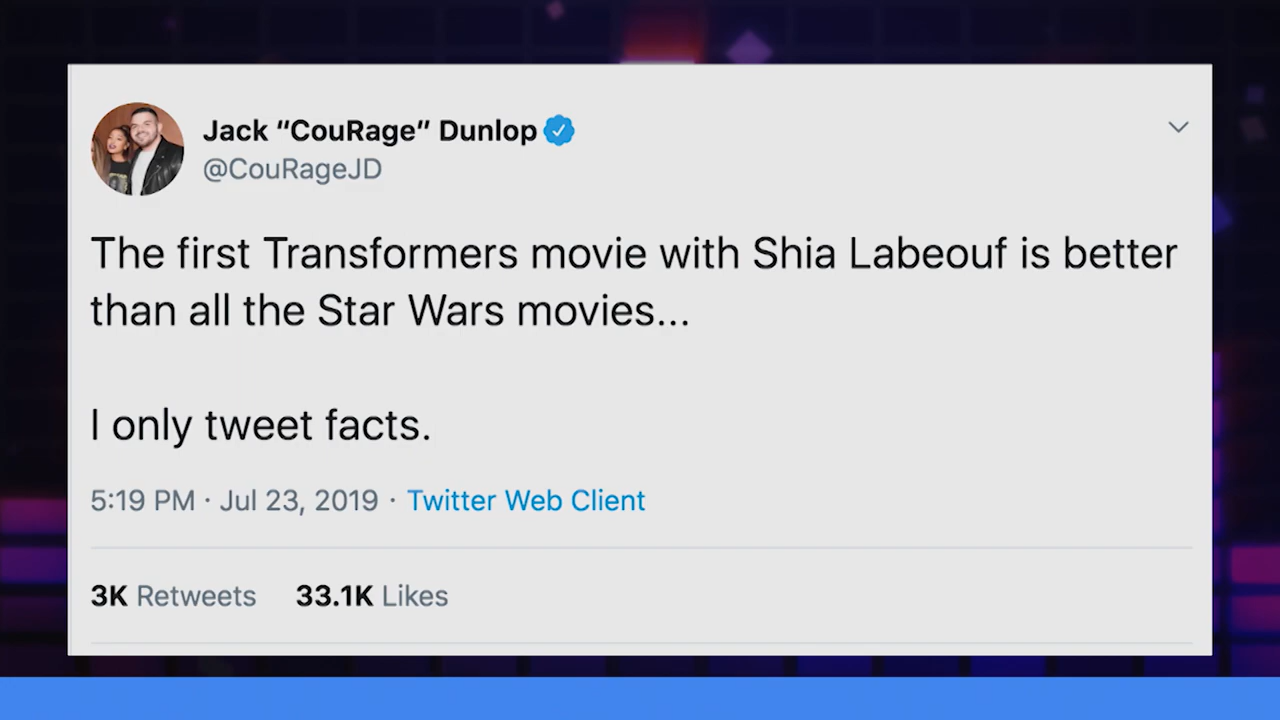 Jack “CouRage” Dunlop
@CouRageJD
The first Transformers movie with Shia Labeouf is better
than all the Star Wars movies...
I only tweet facts.
5:19 PM · Jul 23, 2019 · Twitter Web Client
3K Retweets 33.1K Likes